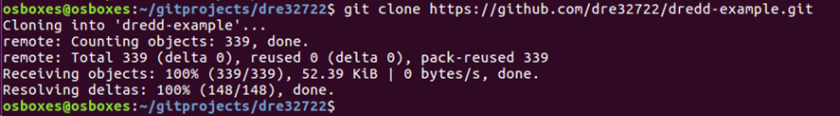 osboxes@osboxes:~/gitprojects/dre32722$ git clone https://github.com/dre32722/dredd-example.git
Cloning into 'dredd-example'...
remote: Counting objects: 339, done.
remote: Total 339 (delta 0), reused 0 (delta 0), pack-reused 339
Receiving objects: 100% (339/339), 52.39 KiB | 0 bytes/s, done.
Resolving deltas: 100% (148/148), done.
osboxes@osboxes:~/gitprojects/dre32722$